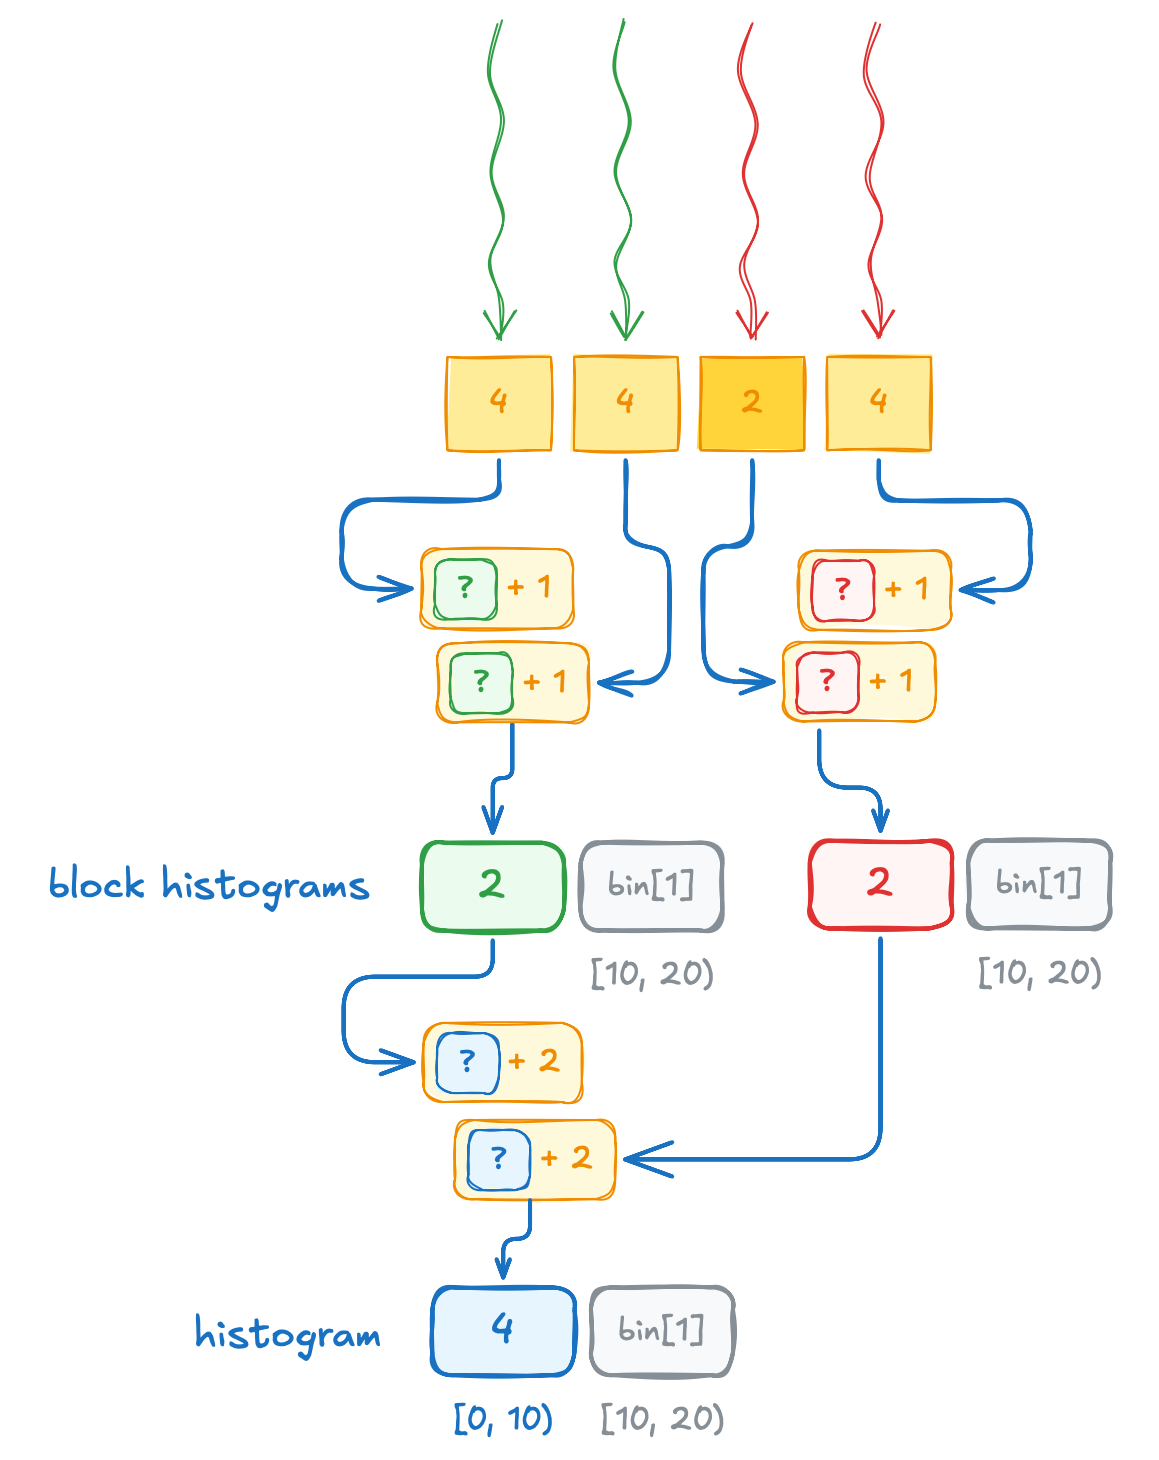 4 4 2 4
? + 1 ? + 1
? + 1 ? + 1
block histograms 2 bin[1] 2 bin[1]
[10, 20) [10, 20)
? + 2
? + 2
histogram 4 bin[1]
[0, 10) [10, 20)